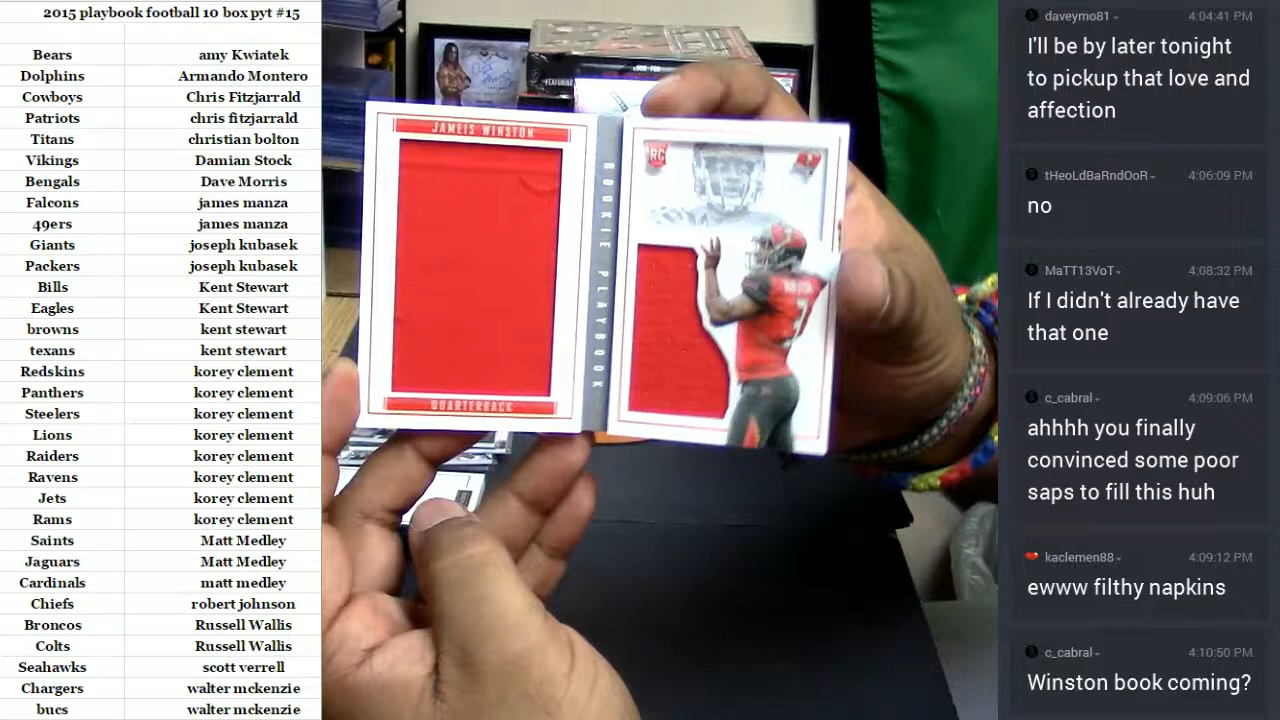 2015 playbook football 10 box pyt #15
Bears amy Kwiatek
Dolphins Armando Montero
Cowboys Chris Fitzjarrald
Patriots chris fitzjarrald
Titans christian bolton
Vikings Damian Stock
Bengals Dave Morris
Falcons james manza
49ers james manza
Giants joseph kubasek
Packers joseph kubasek
Bills Kent Stewart
Eagles Kent Stewart
browns kent stewart
texans kent stewart
Redskins korey clement
Panthers korey clement
Steelers korey clement
Lions korey clement
Raiders korey clement
Ravens korey clement
Jets korey clement
Rams korey clement
Saints Matt Medley
Jaguars Matt Medley
Cardinals matt medley
Chiefs robert johnson
Broncos Russell Wallis
Colts Russell Wallis
Seahawks scott verrell
Chargers walter mckenzie
bucs walter mckenzie
JAMEIS WINSTON
QUARTERBACK
ROOKIE PLAYBOOK
RC
WINSTON
3
daveymo81 4:04:41 PM
I'll be by later tonight
to pickup that love and
affection
tHeoLdBaRndOoR 4:06:09 PM
no
MaTT13VoT 4:08:32 PM
If I didn't already have
that one
c_cabral 4:09:06 PM
ahhhh you finally
convinced some poor
saps to fill this huh
kaclemen88 4:09:12 PM
ewww filthy napkins
c_cabral 4:10:50 PM
Winston book coming?